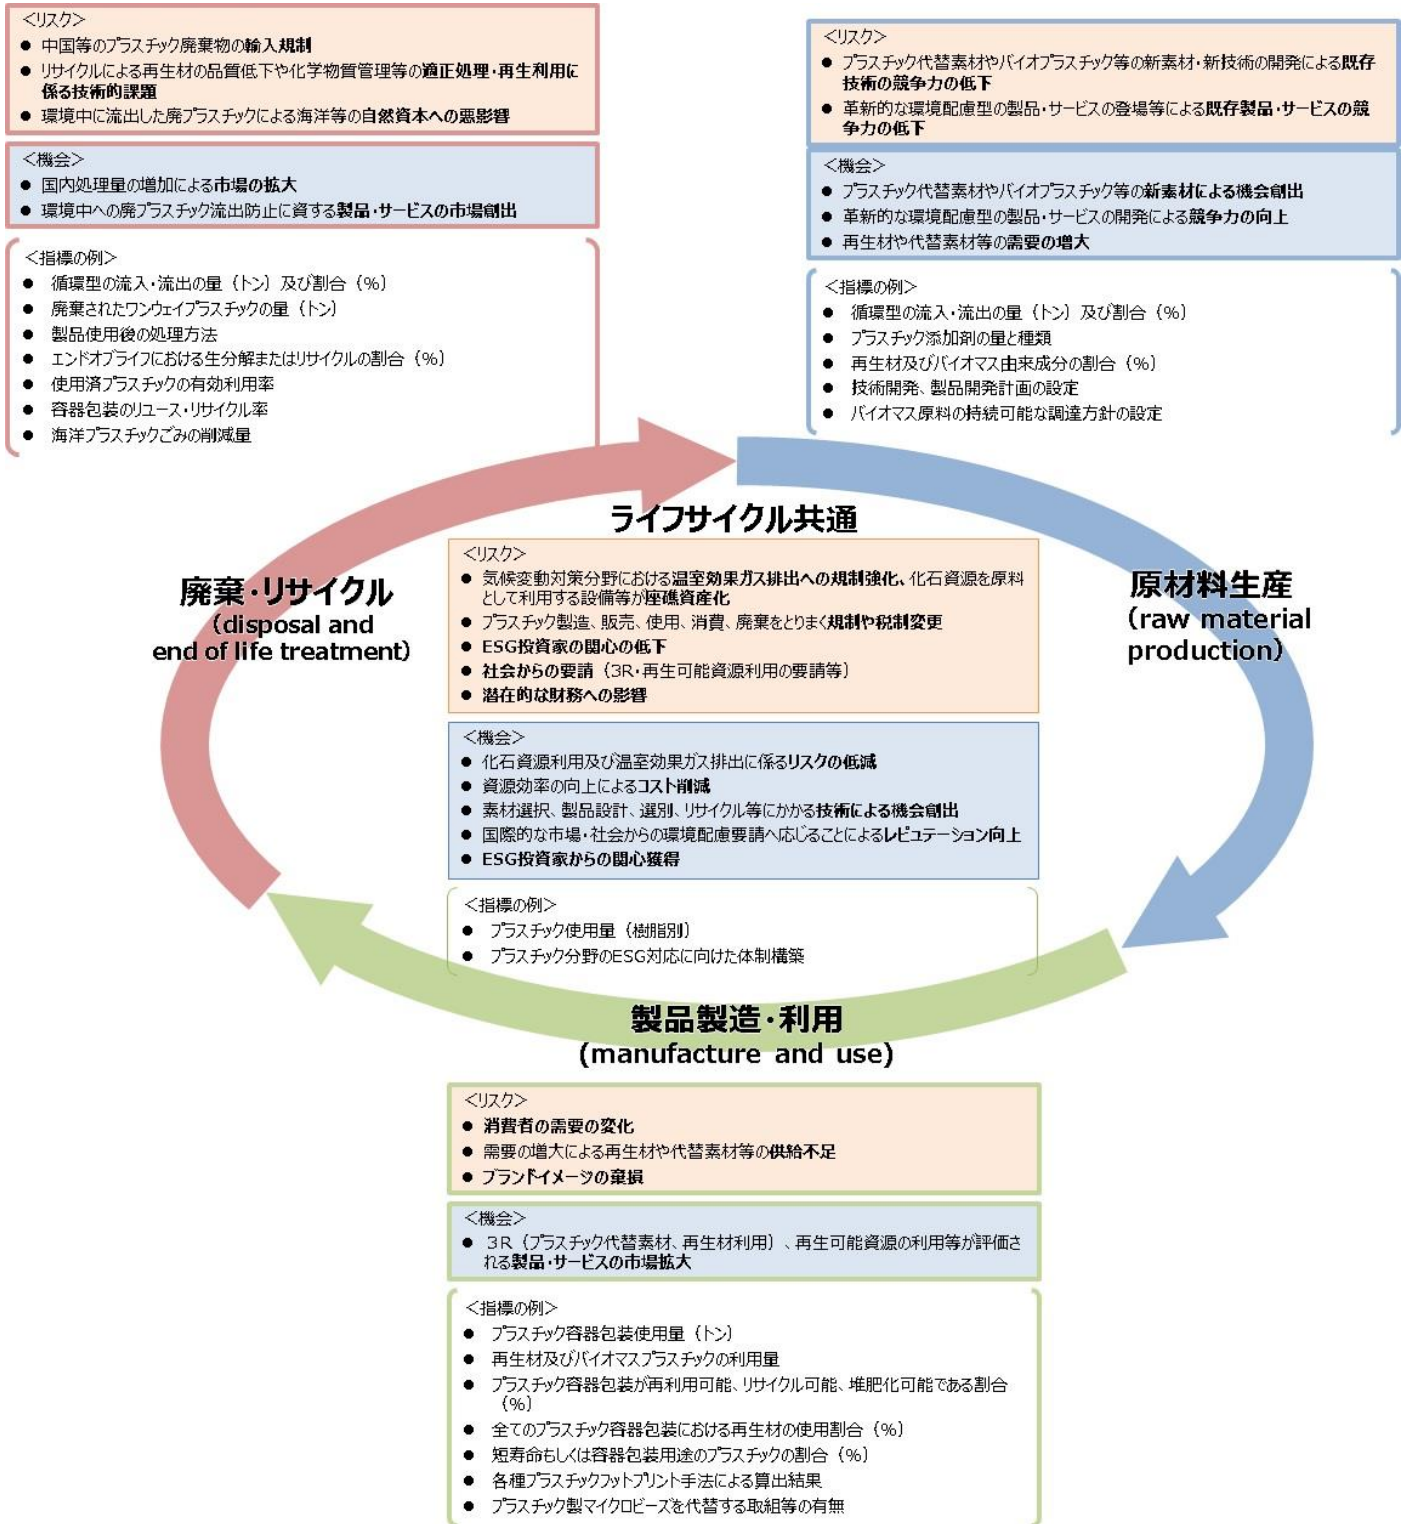 ＜リスク＞
● 中国等のプラスチック廃棄物の輸入規制
● リサイクルによる再生材の品質低下や化学物質管理等の適正処理・再生利用に
係る技術的課題
● 環境中に流出した廃プラスチックによる海洋等の自然資本への悪影響
＜機会＞
● 国内処理量の増加による市場の拡大
● 環境中への廃プラスチック流出防止に資する製品・サービスの市場創出
＜指標の例＞
● 循環型の流入・流出の量（トン）及び割合（%）
● 廃棄されたワンウェイプラスチックの量（トン）
● 製品使用後の処理方法
● エンドオブライフにおける生分解またはリサイクルの割合（%）
● 使用済プラスチックの有効利用率
● 容器包装のリユース・リサイクル率
● 海洋プラスチックごみの削減量
＜リスク＞
● プラスチック代替素材やバイオプラスチック等の新素材・新技術の開発による既存
技術の競争力の低下
● 革新的な環境配慮型の製品・サービスの登場等による既存製品・サービスの競
争力の低下
＜機会＞
● プラスチック代替素材やバイオプラスチック等の新素材による機会創出
● 革新的な環境配慮型の製品・サービスの開発による競争力の向上
● 再生材や代替素材等の需要の増大
＜指標の例＞
● 循環型の流入・流出の量（トン）及び割合（%）
● プラスチック添加剤の量と種類
● 再生材及びバイオマス由来成分の割合（%）
● 技術開発、製品開発計画の設定
● バイオマス原料の持続可能な調達方針の設定
廃棄・リサイクル
(disposal and
end of life treatment)
原材料生産
(raw material
production)
ライフサイクル共通
＜リスク＞
● 気候変動対策分野における温室効果ガス排出への規制強化、化石資源を原料
として利用する設備等が座礁資産化
● プラスチック製造、販売、使用、消費、廃棄をとりまく規制や税制変更
● ESG投資家の関心の低下
● 社会からの要請（3R・再生可能資源利用の要請等）
● 潜在的な財務への影響
＜機会＞
● 化石資源利用及び温室効果ガス排出に係るリスクの低減
● 資源効率の向上によるコスト削減
● 素材選択、製品設計、選別、リサイクル等にかかる技術による機会創出
● 国際的な市場・社会からの環境配慮要請へ応じることによるレピュテーション向上
● ESG投資家からの関心獲得
＜指標の例＞
● プラスチック使用量（樹脂別）
● プラスチック分野のESG対応に向けた体制構築
製品製造・利用
(manufacture and use)
＜リスク＞
● 消費者の需要の変化
● 需要の増大による再生材や代替素材等の供給不足
● ブランドイメージの棄損
＜機会＞
● ３R（プラスチック代替素材、再生材利用）、再生可能資源の利用等が評価さ
れる製品・サービスの市場拡大
＜指標の例＞
● プラスチック容器包装使用量（トン）
● 再生材及びバイオマスプラスチックの利用量
● プラスチック容器包装が再利用可能、リサイクル可能、堆肥化可能である割合
（%）
● 全てのプラスチック容器包装における再生材の使用割合（%）
● 短寿命もしくは容器包装用途のプラスチックの割合（%）
● 各種プラスチックフットプリント手法による算出結果
● プラスチック製マイクロビーズを代替する取組等の有無